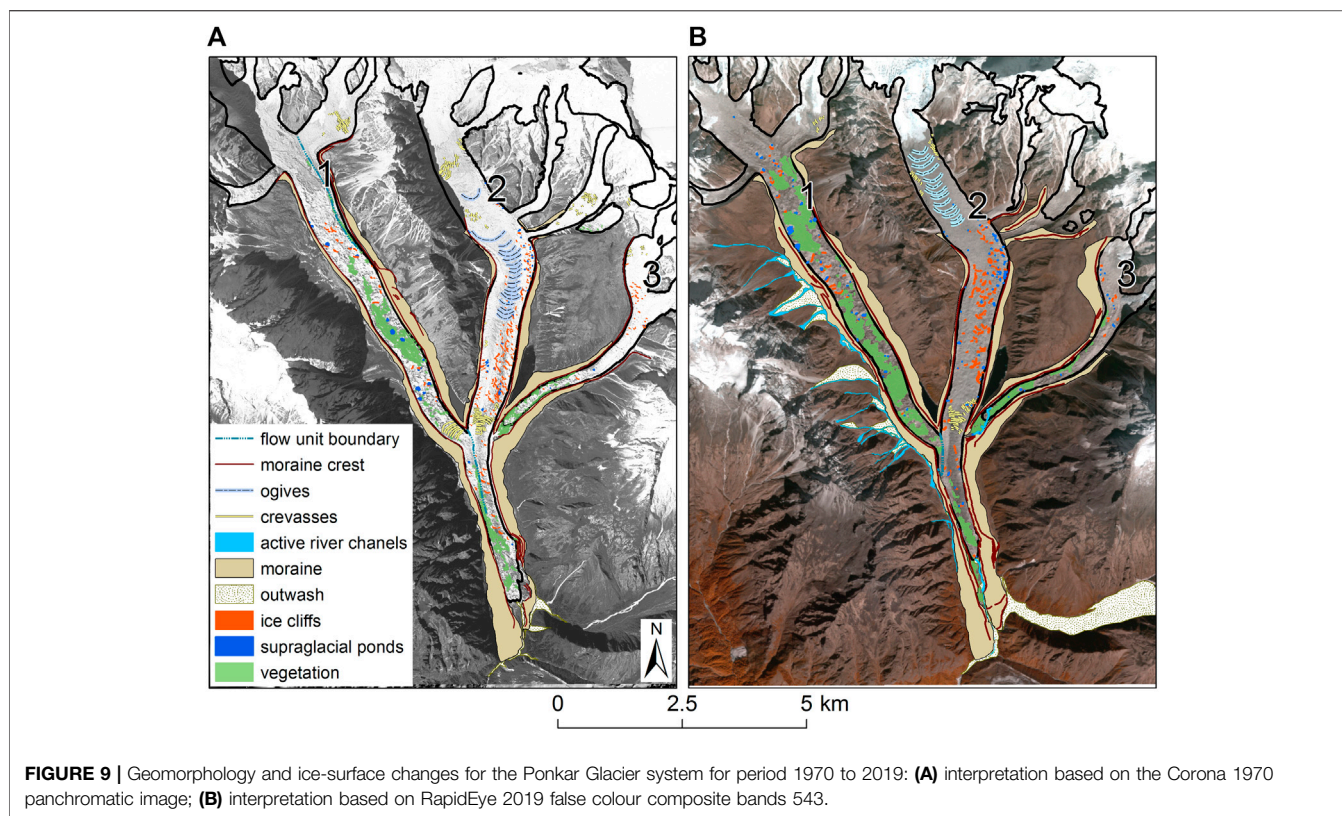 A
B
1
2
3
1
2
3
flow unit boundary
moraine crest
ogives
crevasses
active river chanels
moraine
outwash
ice cliffs
supraglacial ponds
vegetation
N
0 2.5 5 km
FIGURE 9 | Geomorphology and ice-surface changes for the Ponkar Glacier system for period 1970 to 2019: (A) interpretation based on the Corona 1970
panchromatic image; (B) interpretation based on RapidEye 2019 false colour composite bands 543.